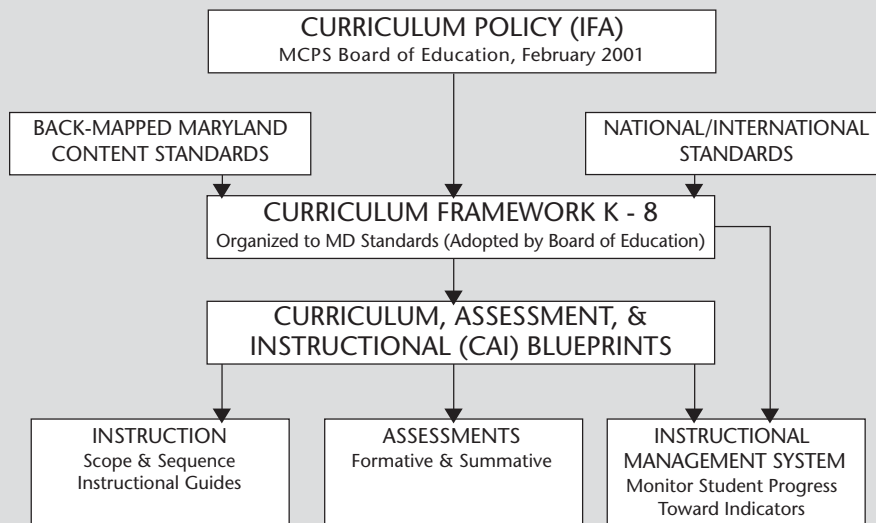 CURRICULUM POLICY (IFA)
MCPS Board of Education, February 2001
BACK-MAPPED MARYLAND
CONTENT STANDARDS
NATIONAL/INTERNATIONAL
STANDARDS
CURRICULUM FRAMEWORK K - 8
Organized to MD Standards (Adopted by Board of Education)
CURRICULUM, ASSESSMENT, &
INSTRUCTIONAL (CAI) BLUEPRINTS
INSTRUCTION
Scope & Sequence
Instructional Guides
ASSESSMENTS
Formative & Summative
INSTRUCTIONAL
MANAGEMENT SYSTEM
Monitor Student Progress
Toward Indicators